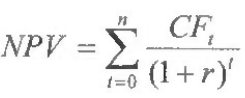 NPV = \sum_{t=0}^{n} \frac{CF_t}{(1+r)^t}